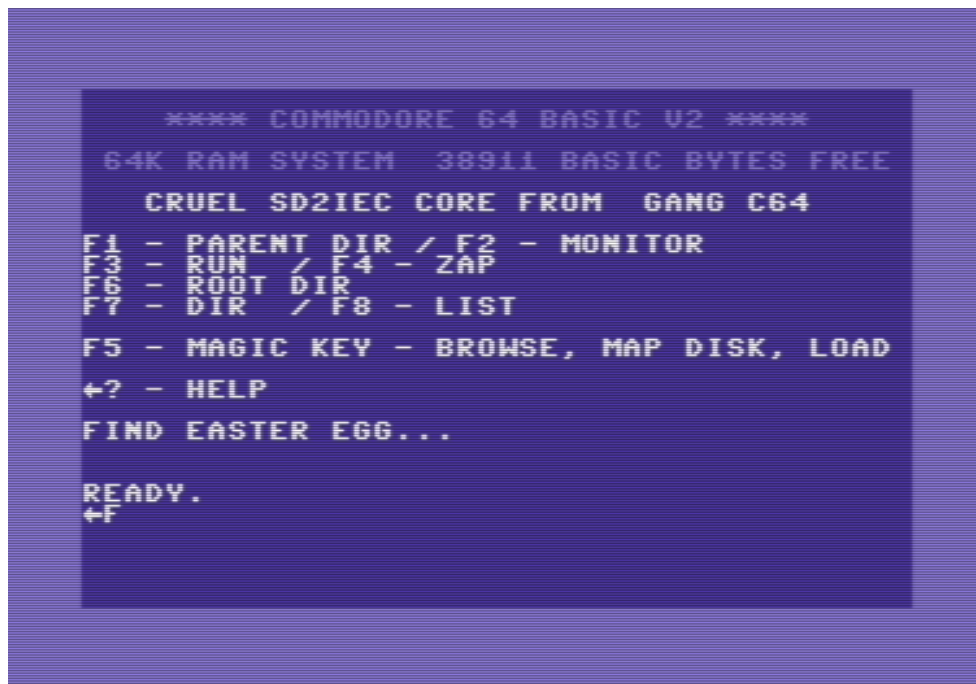 **** COMMODORE 64 BASIC V2 ****
64K RAM SYSTEM  38911 BASIC BYTES FREE
CRUEL SD2IEC CORE FROM  GANG C64
F1 - PARENT DIR / F2 - MONITOR
F3 - RUN  / F4 - ZAP
F6 - ROOT DIR
F7 - DIR  / F8 - LIST
F5 - MAGIC KEY - BROWSE, MAP DISK, LOAD
←? - HELP
FIND EASTER EGG...
READY.
←F